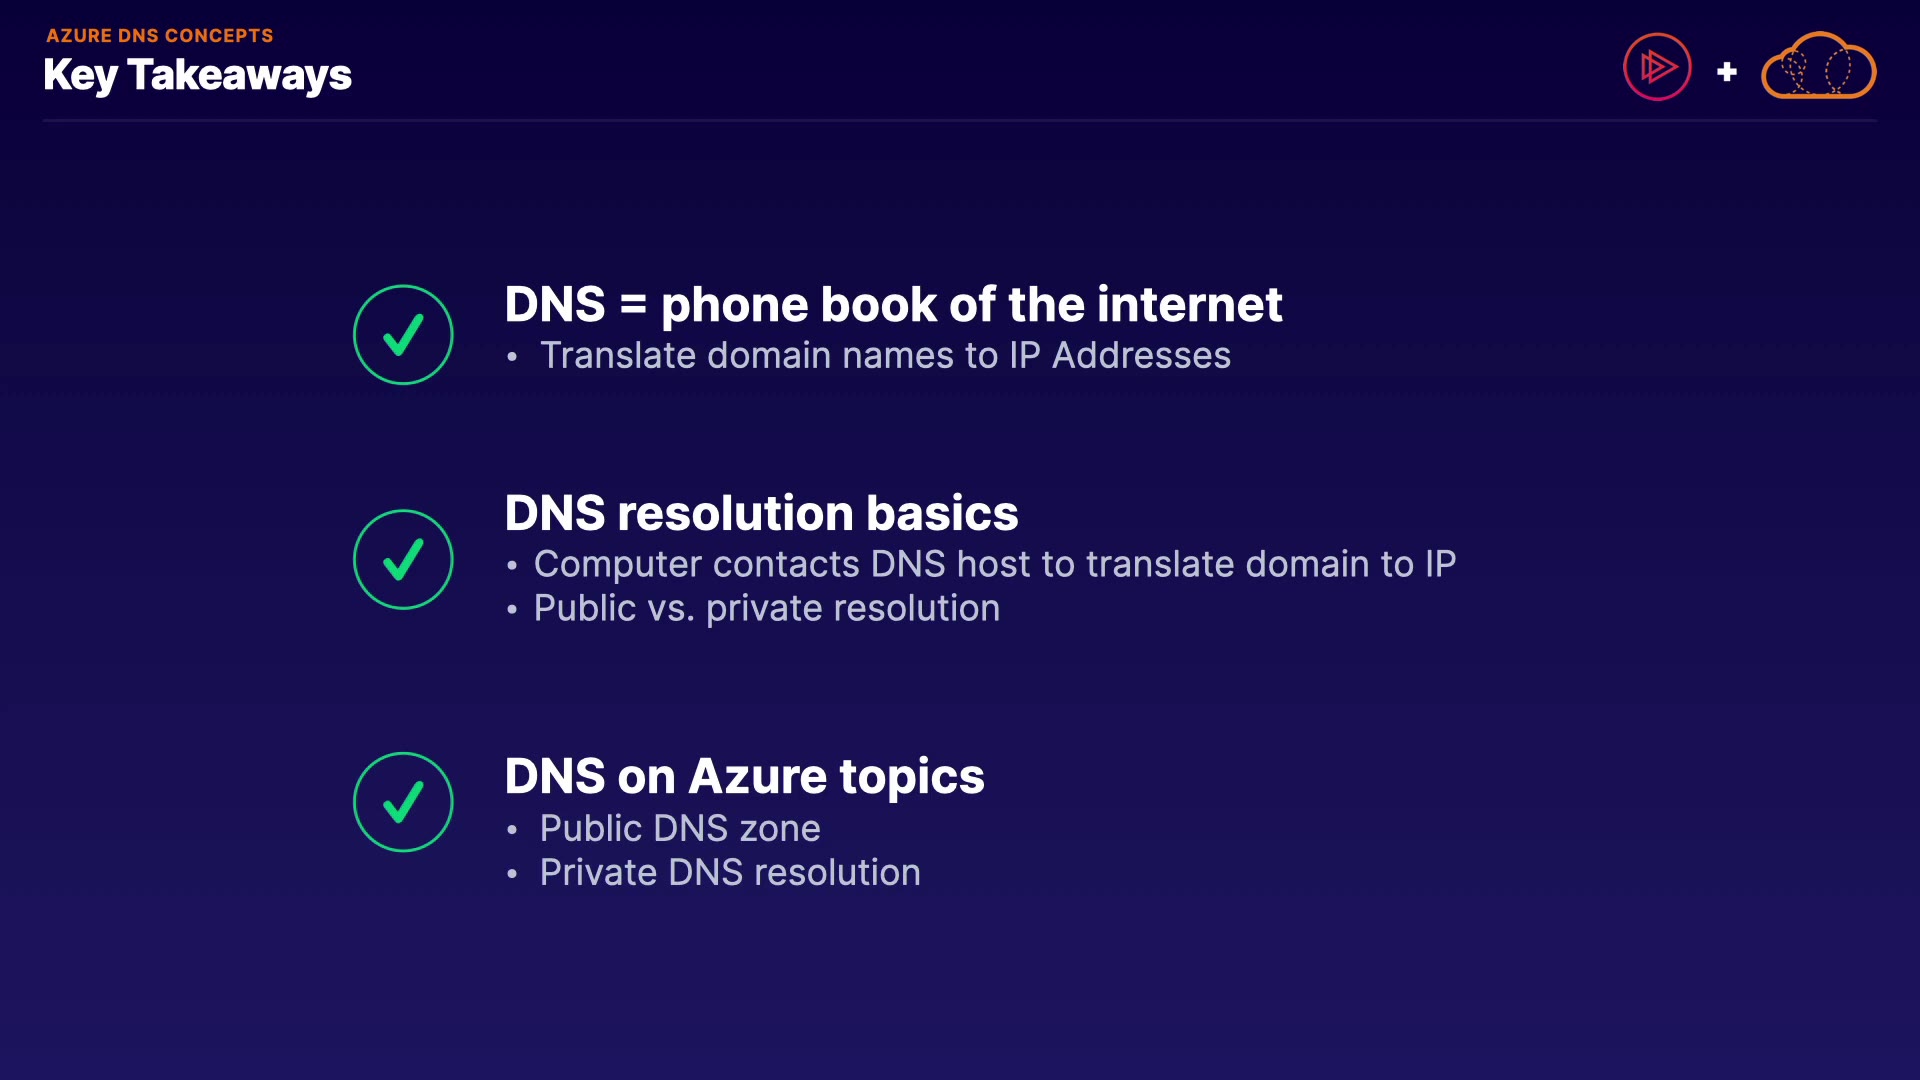 AZURE DNS CONCEPTS
Key Takeaways
+
DNS = phone book of the internet
• Translate domain names to IP Addresses
DNS resolution basics
• Computer contacts DNS host to translate domain to IP
• Public vs. private resolution
DNS on Azure topics
• Public DNS zone
• Private DNS resolution